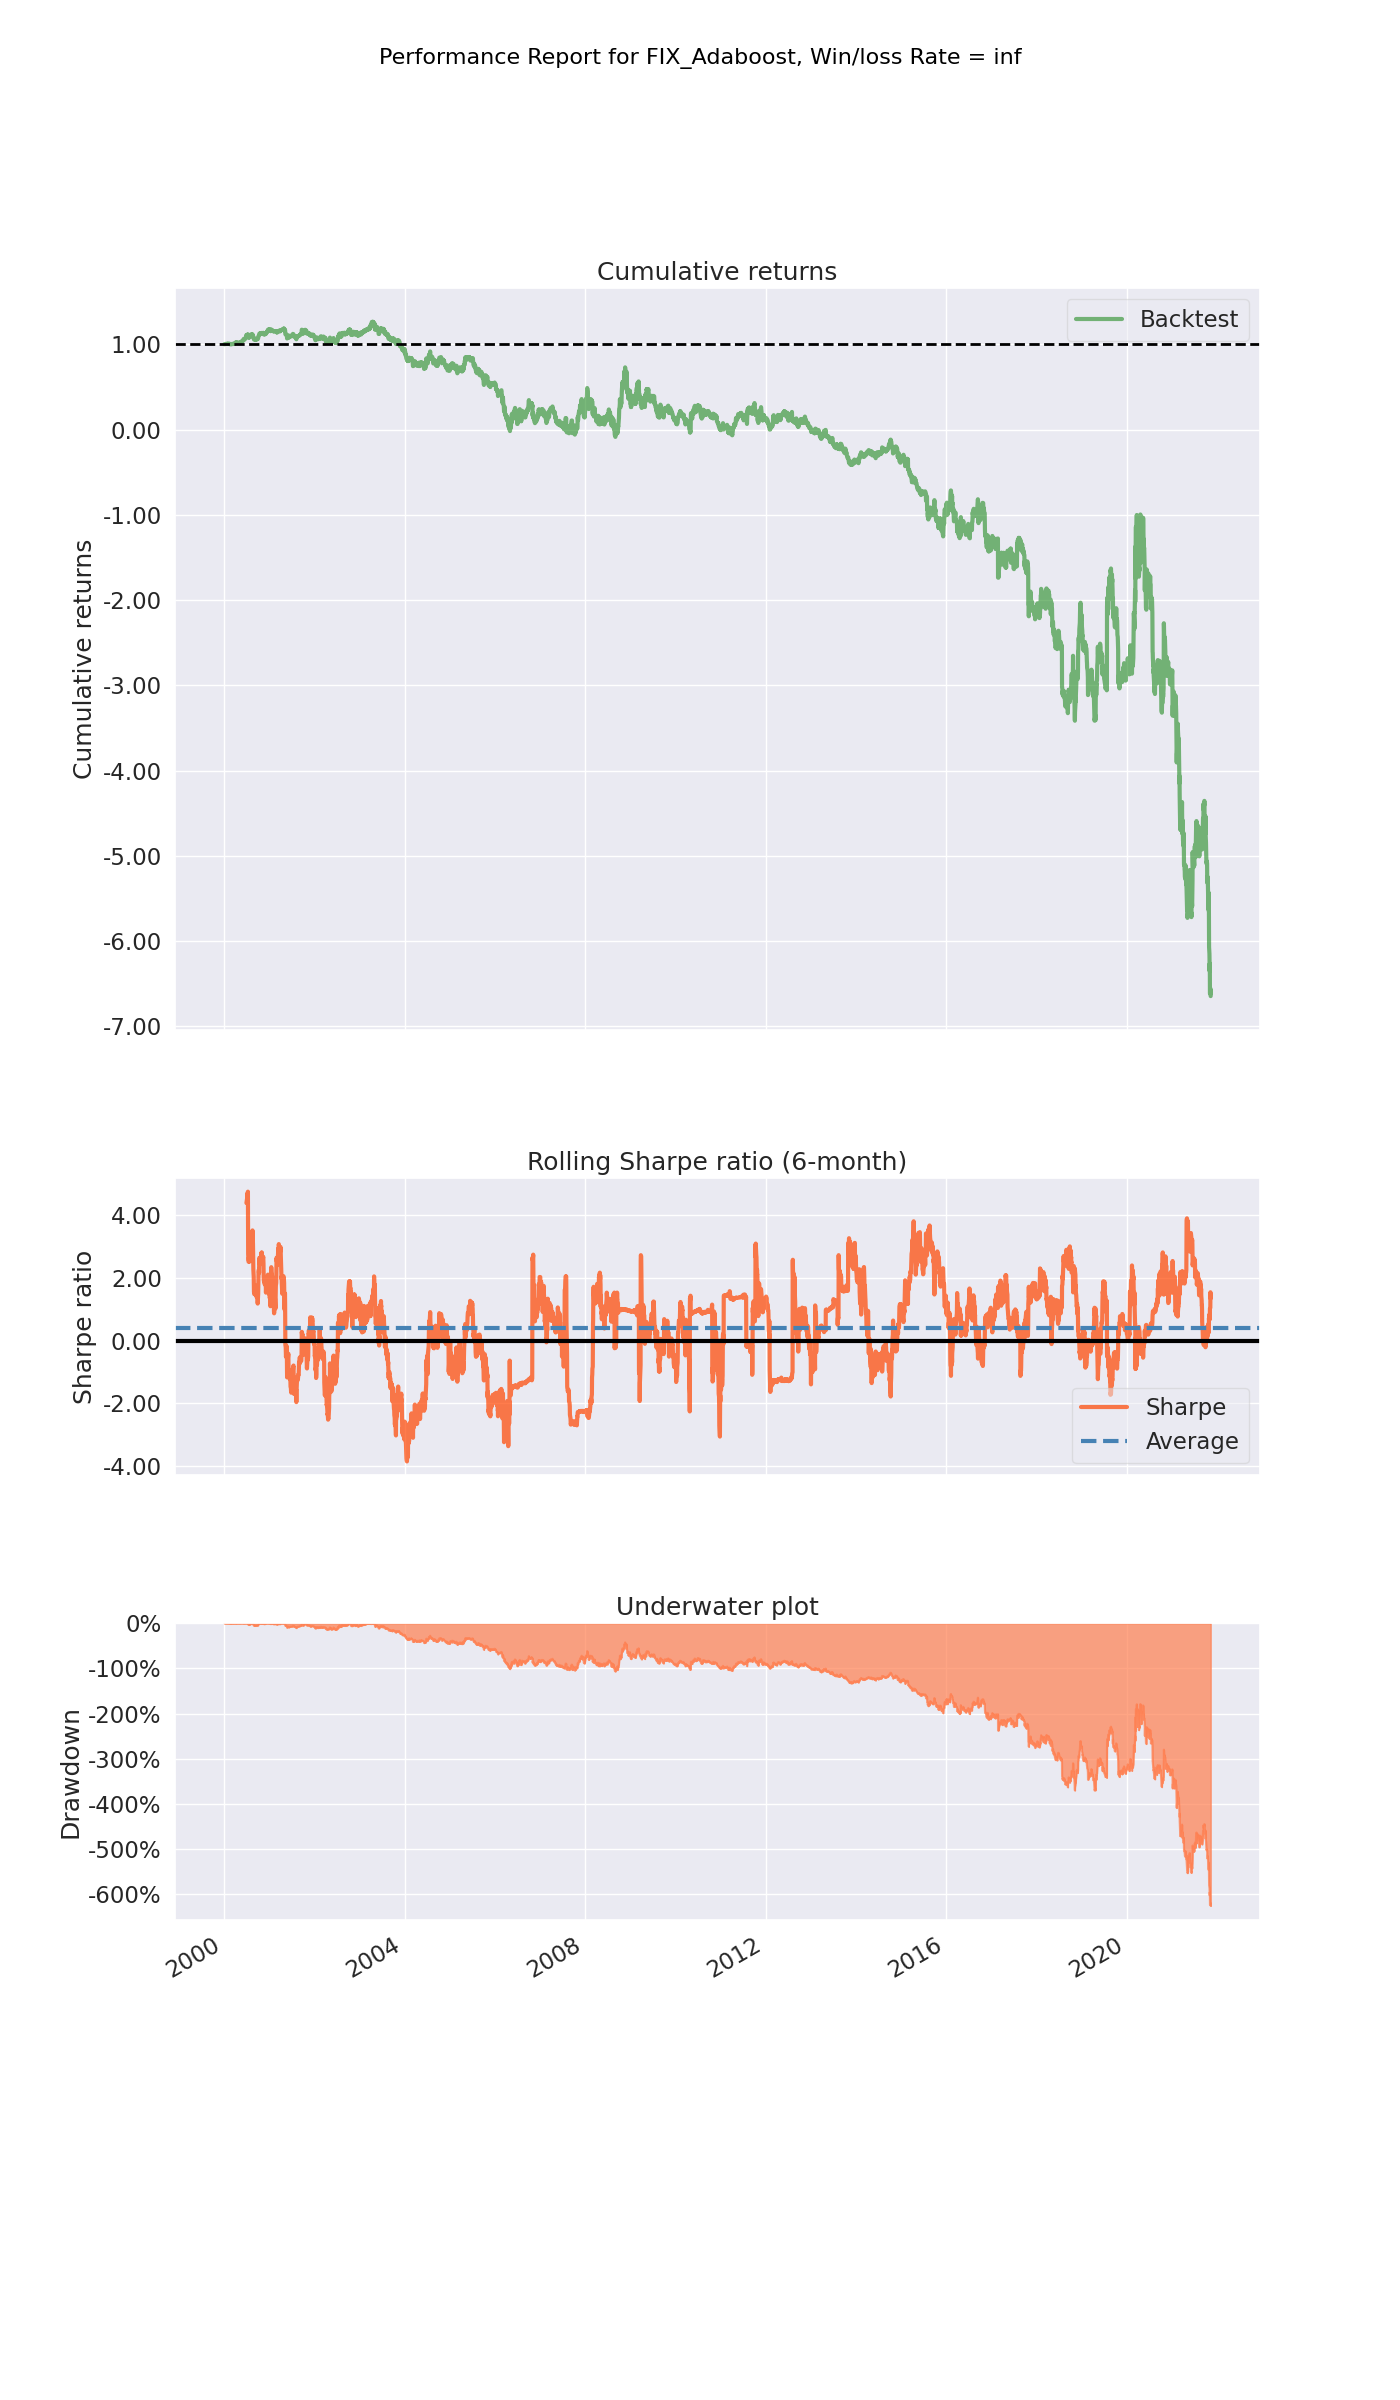 Performance Report for FIX_Adaboost, Win/loss Rate = inf
Cumulative returns
Backtest
1.00
0.00
-1.00
-2.00
-3.00
-4.00
-5.00
-6.00
-7.00
Cumulative returns
Rolling Sharpe ratio (6-month)
4.00
2.00
0.00
-2.00
-4.00
Sharpe ratio
Sharpe
Average
Underwater plot
0%
-100%
-200%
-300%
-400%
-500%
-600%
Drawdown
2000
2004
2008
2012
2016
2020